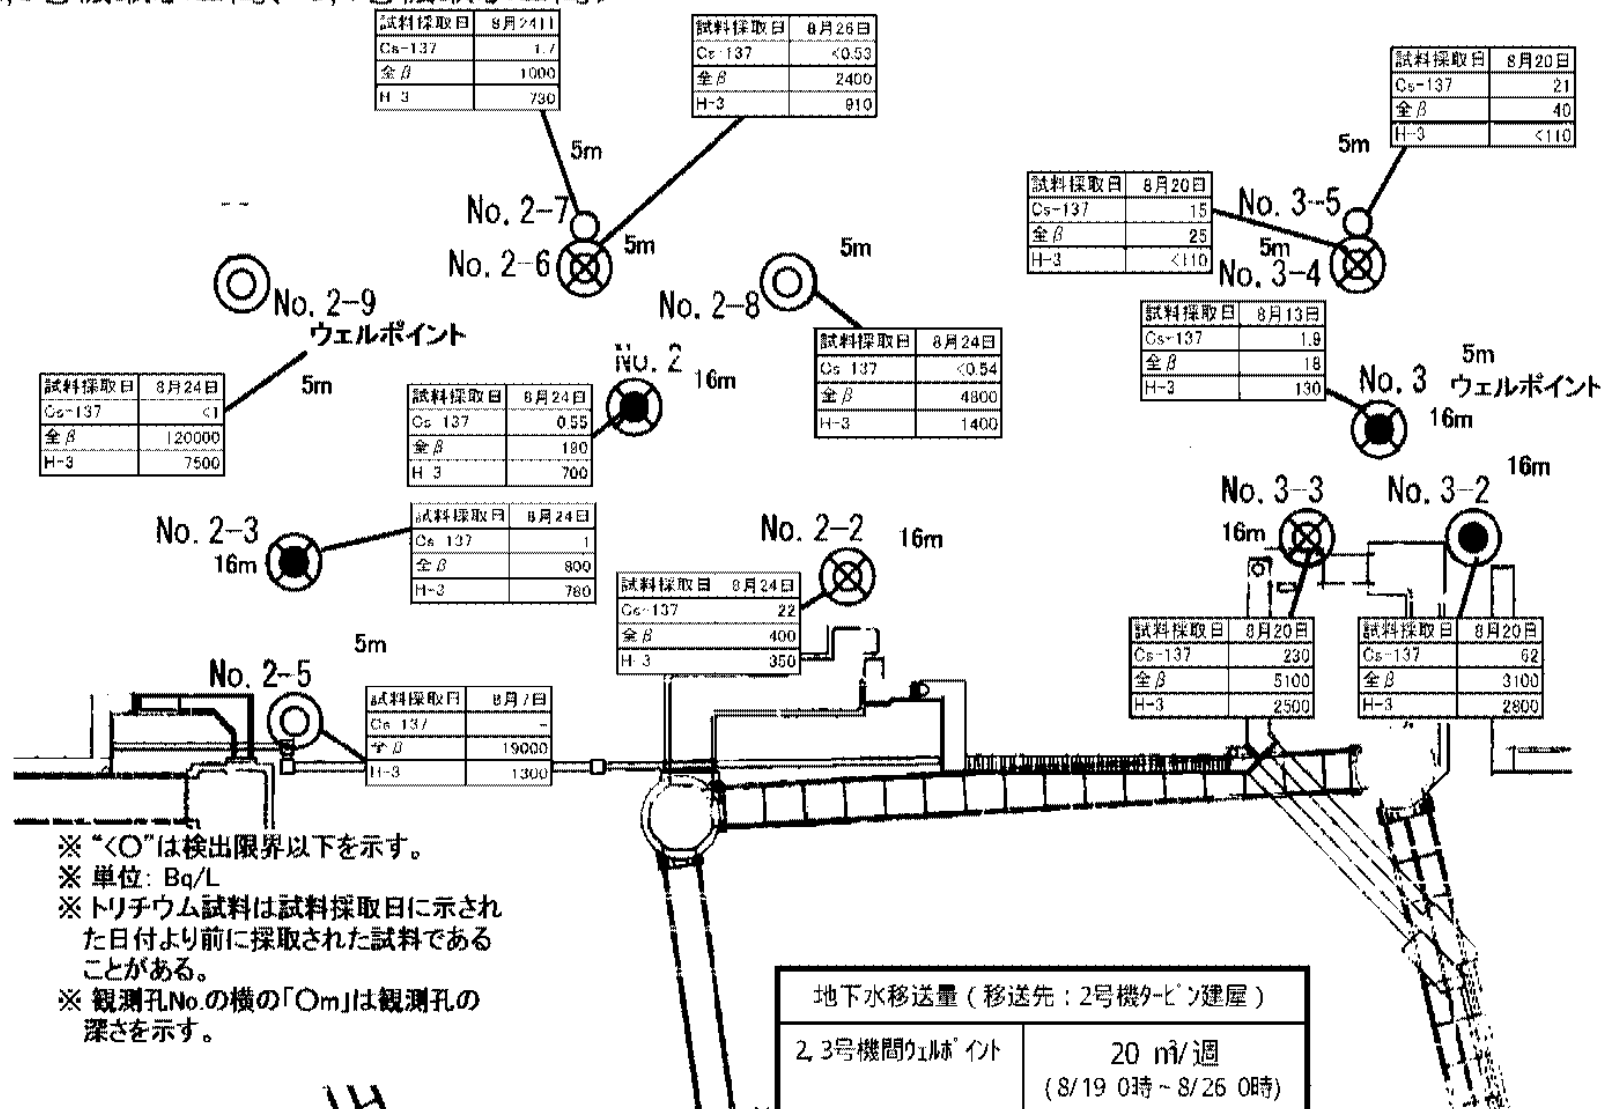 試料採取日 8月24日
Cs-137 1.7
全β 1000
H-3 730
試料採取日 8月26日
Cs-137 <0.53
全β 2400
H-3 910
試料採取日 8月20日
Cs-137 21
全β 40
H-3 <110
5m
5m
試料採取日 8月20日
Cs-137 15
全β 25
H-3 <110
No. 3-5
5m
No. 3-4
No. 2-7
No. 2-6
5m
5m
No. 2-9
ウェルポイント
5m
No. 2-8
試料採取日 8月24日
Cs-137 <0.54
全β 4800
H-3 1400
試料採取日 8月13日
Cs-137 1.9
全β 18
H-3 130
5m
No. 3 ウェルポイント
16m
試料採取日 8月24日
Cs-137 <1
全β 120000
H-3 7500
No. 2
16m
試料採取日 8月24日
Cs-137 0.55
全β 190
H-3 700
16m
No. 3-3
No. 3-2
16m
No. 2-3
16m
試料採取日 8月24日
Cs-137 1
全β 800
H-3 780
No. 2-2
16m
試料採取日 8月24日
Cs-137 22
全β 400
H-3 350
試料採取日 8月20日
Cs-137 230
全β 5100
H-3 2500
試料採取日 8月20日
Cs-137 62
全β 3100
H-3 2800
5m
No. 2-5
試料採取日 8月7日
Cs-137 -
全β 19000
H-3 1300
※ “<〇”は検出限界以下を示す。
※ 単位: Bq/L
※ トリチウム試料は試料採取日に示され
た日付より前に採取された試料である
ことがある。
※ 観測孔No.の横の「〇m」は観測孔の
深さを示す。
地下水移送量(移送先:2号機タービン建屋)
2,3号機間ウェルポイント 20 m³/週
(8/19 0時~8/26 0時)